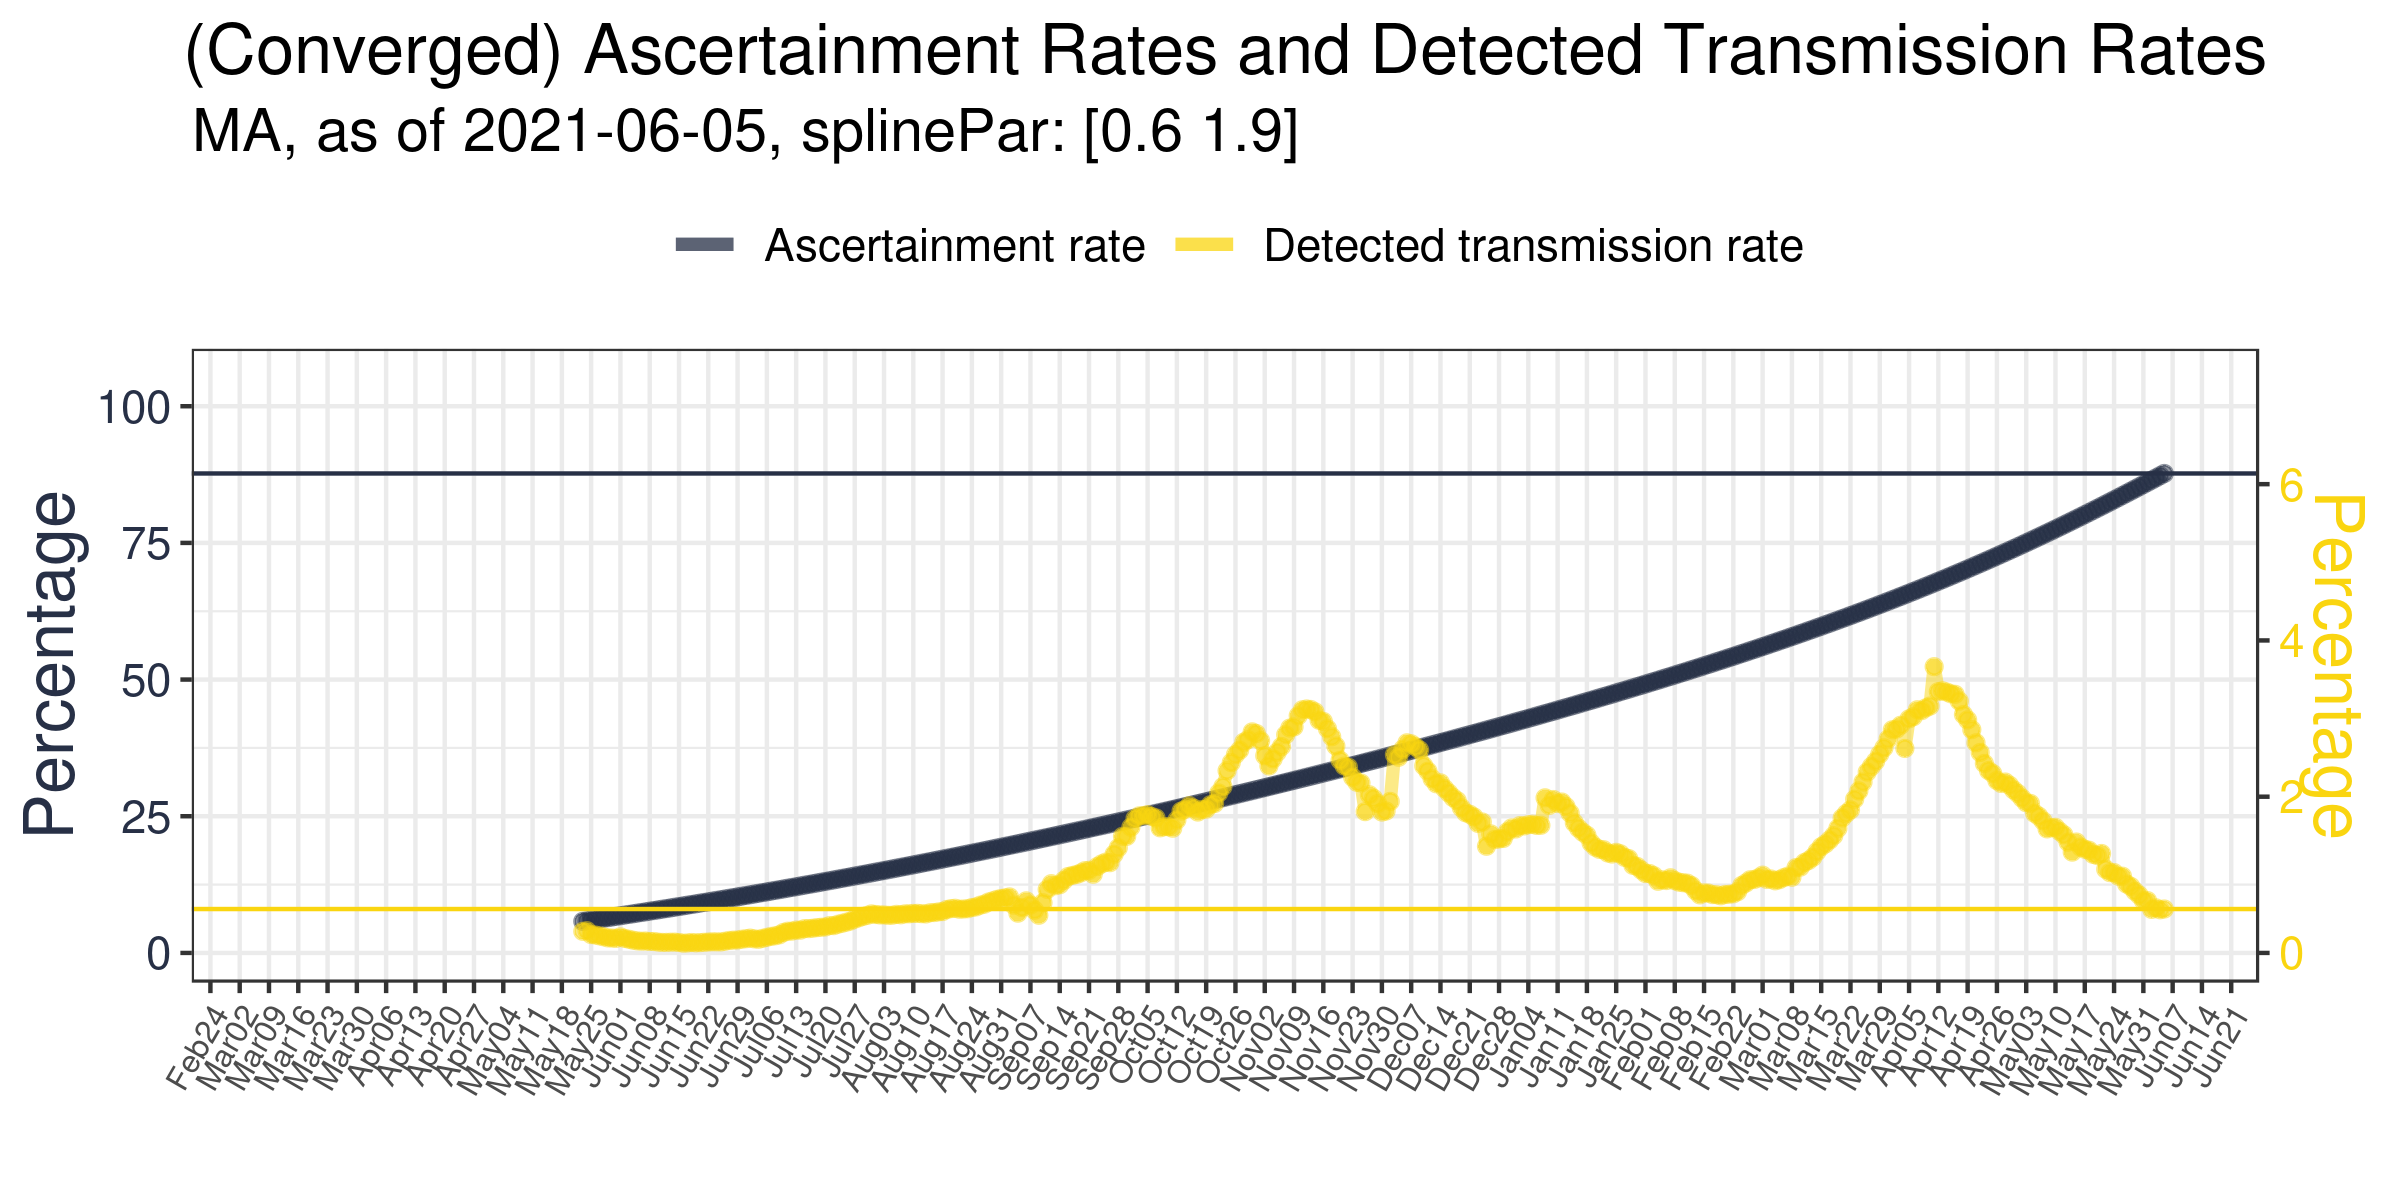 (Converged) Ascertainment Rates and Detected Transmission Rates
MA, as of 2021-06-05, splinePar: [0.6 1.9]
Ascertainment rate Detected transmission rate
Percentage
100
75
50
25
0
6
4
2
0
Percentage
Feb24 Mar02 Mar09 Mar16 Mar23 Mar30 Apr06 Apr13 Apr20 Apr27 May04 May11 May18 May25 Jun01 Jun08 Jun15 Jun22 Jun29 Jul06 Jul13 Jul20 Jul27 Aug03 Aug10 Aug17 Aug24 Aug31 Sep07 Sep14 Sep21 Sep28 Oct05 Oct12 Oct19 Oct26 Nov02 Nov09 Nov16 Nov23 Nov30 Dec07 Dec14 Dec21 Dec28 Jan04 Jan11 Jan18 Jan25 Feb01 Feb08 Feb15 Feb22 Mar01 Mar08 Mar15 Mar22 Mar29 Apr05 Apr12 Apr19 Apr26 May03 May10 May17 May24 May31 Jun07 Jun14 Jun21